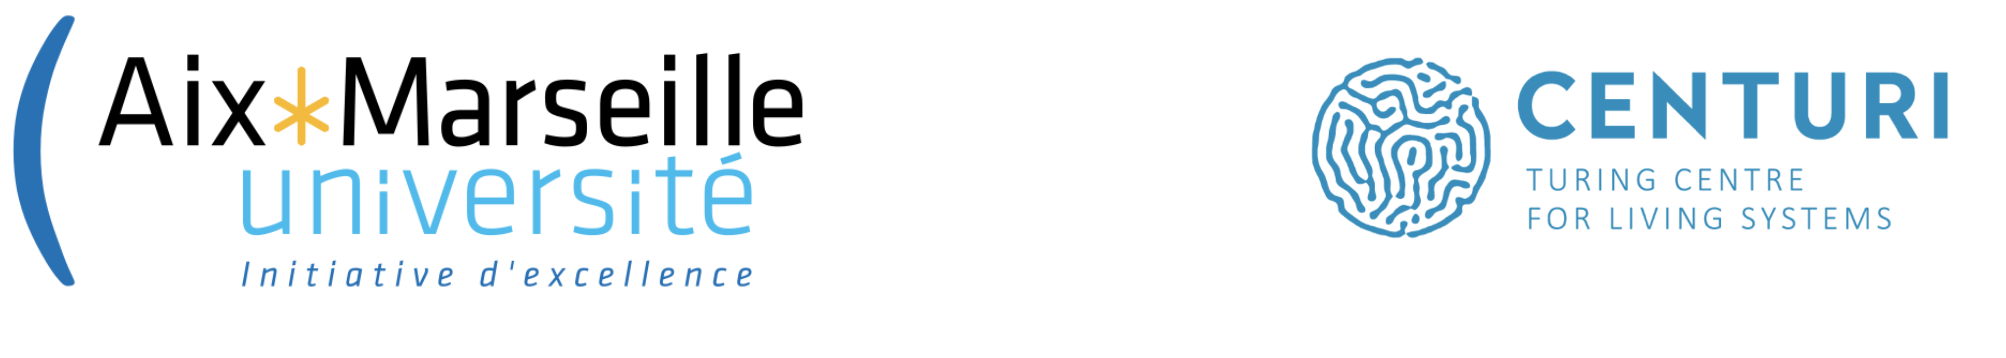 Aix*Marseille
université
Initiative d'excellence
CENTURI
TURING CENTRE
FOR LIVING SYSTEMS